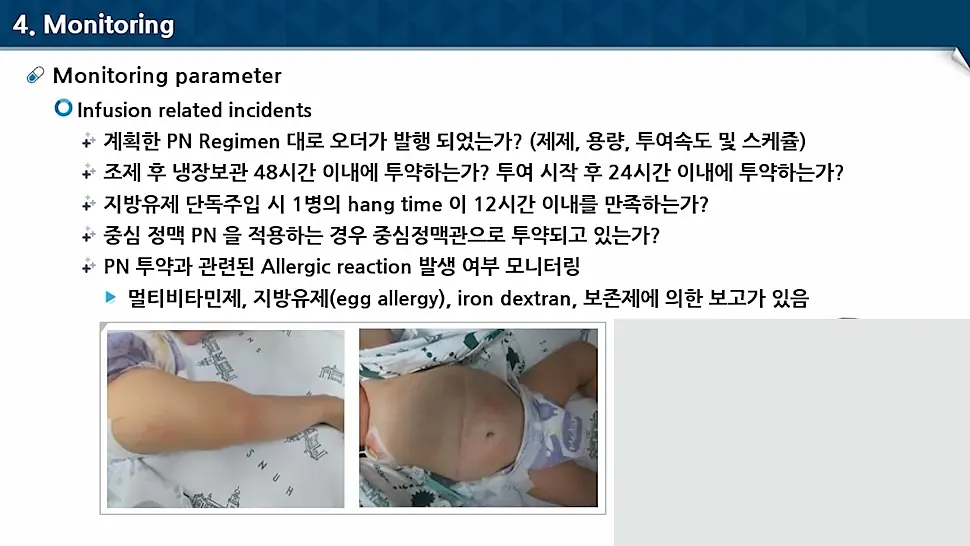 4. Monitoring
Monitoring parameter
Infusion related incidents
계획한 PN Regimen 대로 오더가 발행 되었는가? (제제, 용량, 투여속도 및 스케쥴)
조제 후 냉장보관 48시간 이내에 투약하는가? 투여 시작 후 24시간 이내에 투약하는가?
지방유제 단독주입 시 1병의 hang time 이 12시간 이내를 만족하는가?
중심 정맥 PN 을 적용하는 경우 중심정맥관으로 투약되고 있는가?
PN 투약과 관련된 Allergic reaction 발생 여부 모니터링
멀티비타민제, 지방유제(egg allergy), iron dextran, 보존제에 의한 보고가 있음
SNUH